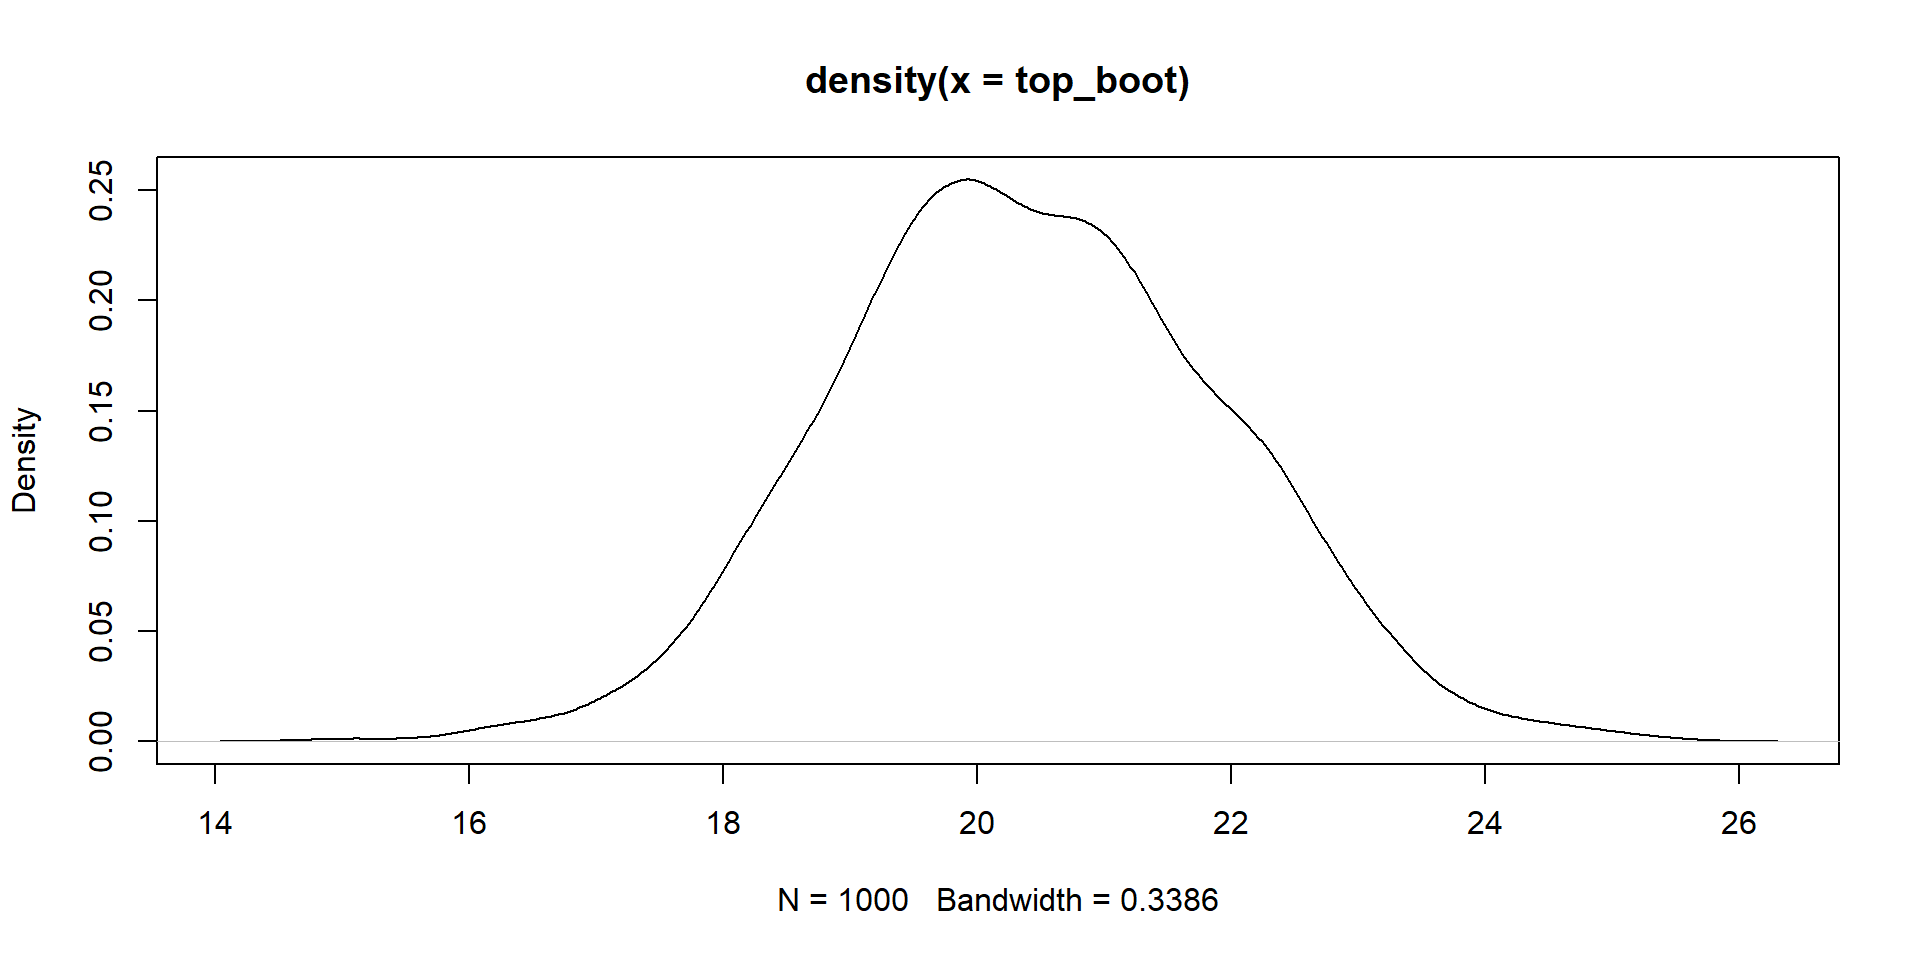 density(x = top_boot)
Density
0.25
0.20
0.15
0.10
0.05
0.00
14 16 18 20 22 24 26
N = 1000 Bandwidth = 0.3386